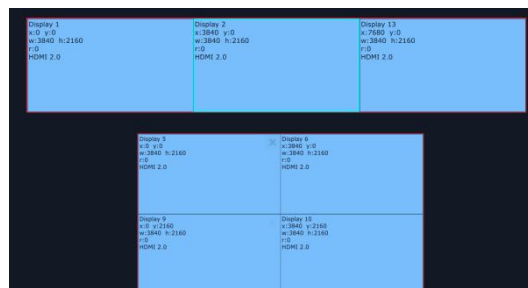 Display 1
x:0 y:0
w:3840 h:2160
r:0
HDMI 2.0
Display 2
x:3840 y:0
w:3840 h:2160
r:0
HDMI 2.0
Display 13
x:7680 y:0
w:3840 h:2160
r:0
HDMI 2.0
Display 5
x:0 y:0
w:3840 h:2160
r:0
HDMI 2.0
Display 6
x:3840 y:0
w:3840 h:2160
r:0
HDMI 2.0
Display 9
x:0 y:2160
w:3840 h:2160
r:0
HDMI 2.0
Display 10
x:3840 y:2160
w:3840 h:2160
r:0
HDMI 2.0